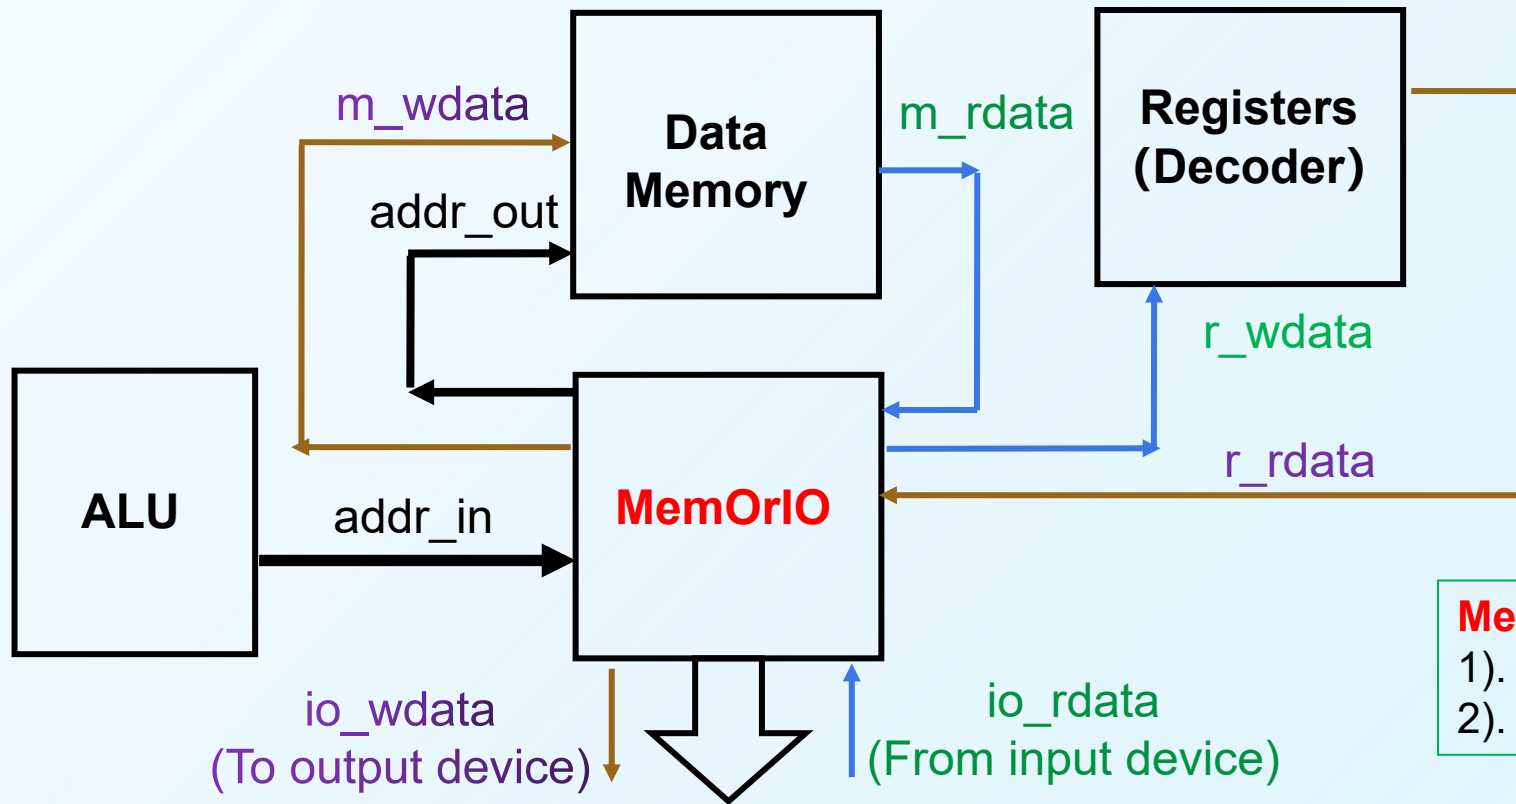 m_wdata
Data
Memory
m_rdata
Registers
(Decoder)
addr_out
r_wdata
ALU
addr_in
MemOrIO
r_rdata
io_wdata
(To output device)
io_rdata
(From input device)
Me
1).
2).